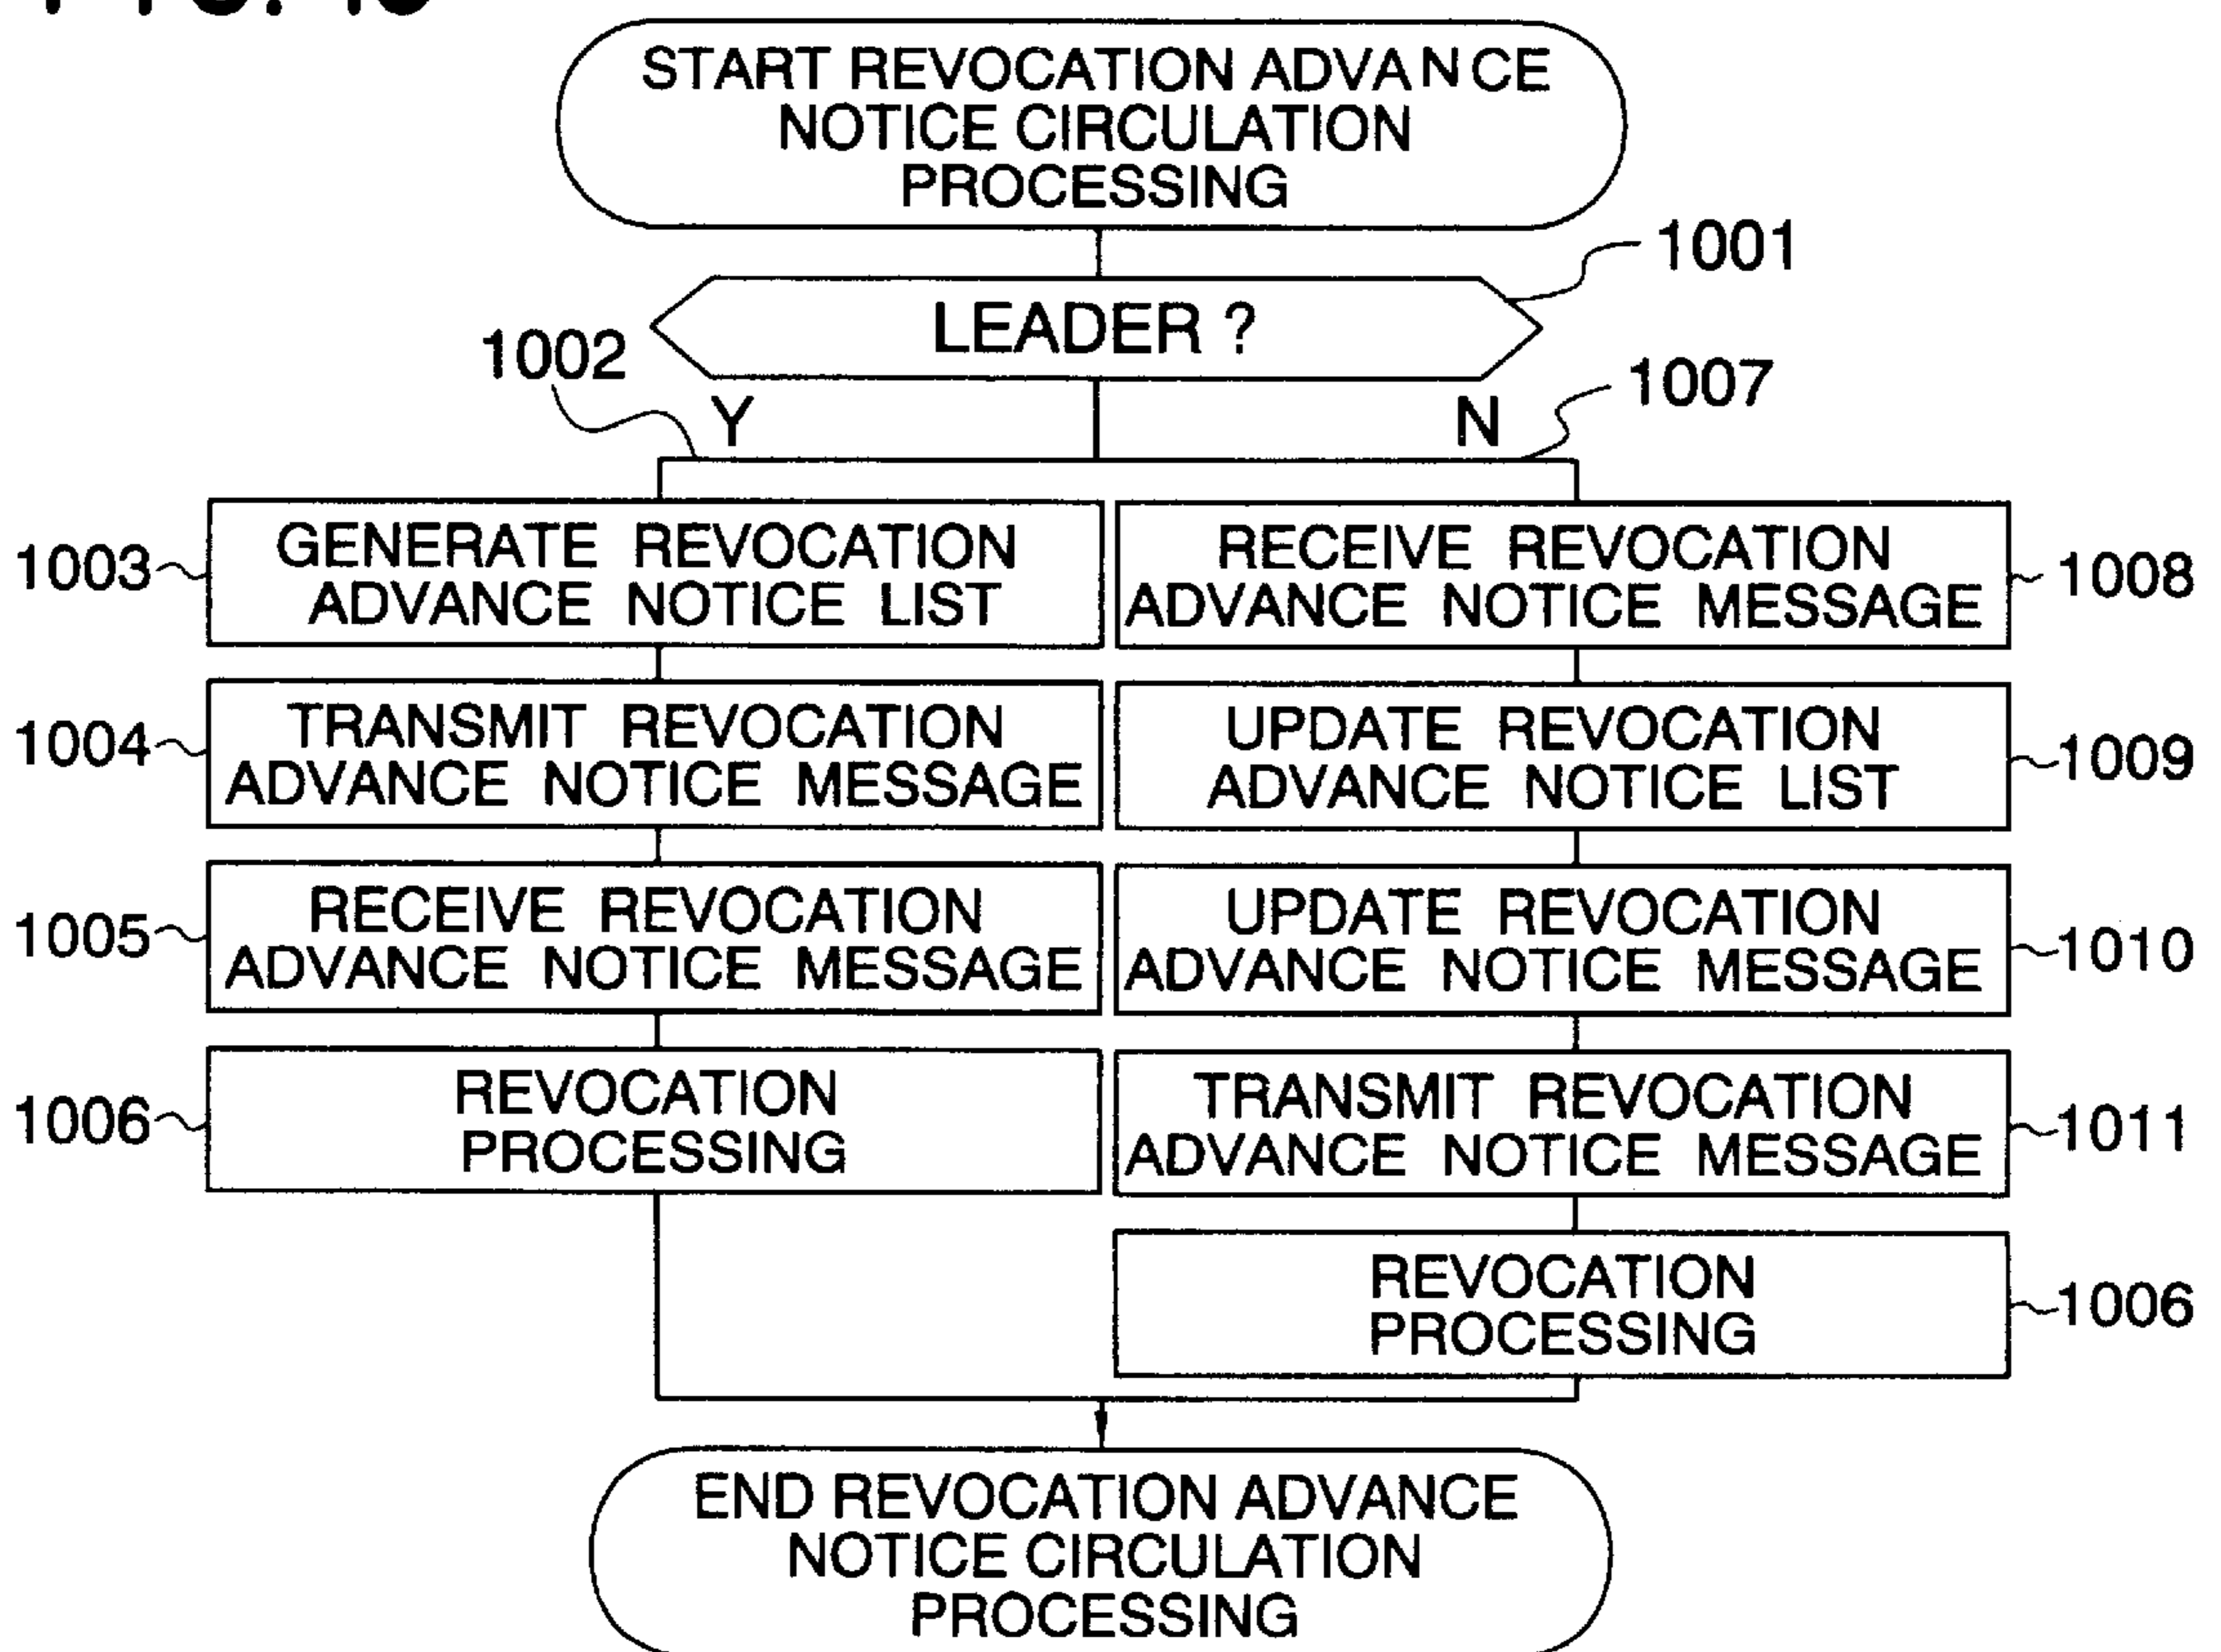 START REVOCATION ADVANCE
NOTICE CIRCULATION
PROCESSING
1001
LEADER ?
1002
1007
Y
N
GENERATE REVOCATION
ADVANCE NOTICE LIST
1003
TRANSMIT REVOCATION
ADVANCE NOTICE MESSAGE
1004
RECEIVE REVOCATION
ADVANCE NOTICE MESSAGE
1005
REVOCATION
PROCESSING
1006
RECEIVE REVOCATION
ADVANCE NOTICE MESSAGE
1008
UPDATE REVOCATION
ADVANCE NOTICE LIST
1009
UPDATE REVOCATION
ADVANCE NOTICE MESSAGE
1010
TRANSMIT REVOCATION
ADVANCE NOTICE MESSAGE
1011
REVOCATION
PROCESSING
1006
END REVOCATION ADVANCE
NOTICE CIRCULATION
PROCESSING